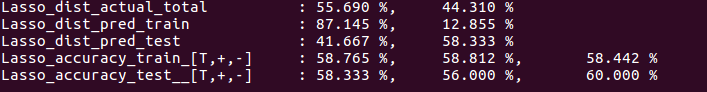 Lasso_dist_actual_total : 55.690 %, 44.310 %
Lasso_dist_pred_train : 87.145 %, 12.855 %
Lasso_dist_pred_test : 41.667 %, 58.333 %
Lasso_accuracy_train_[T,+,-] : 58.765 %, 58.812 %, 58.442 %
Lasso_accuracy_test__[T,+,-] : 58.333 %, 56.000 %, 60.000 %